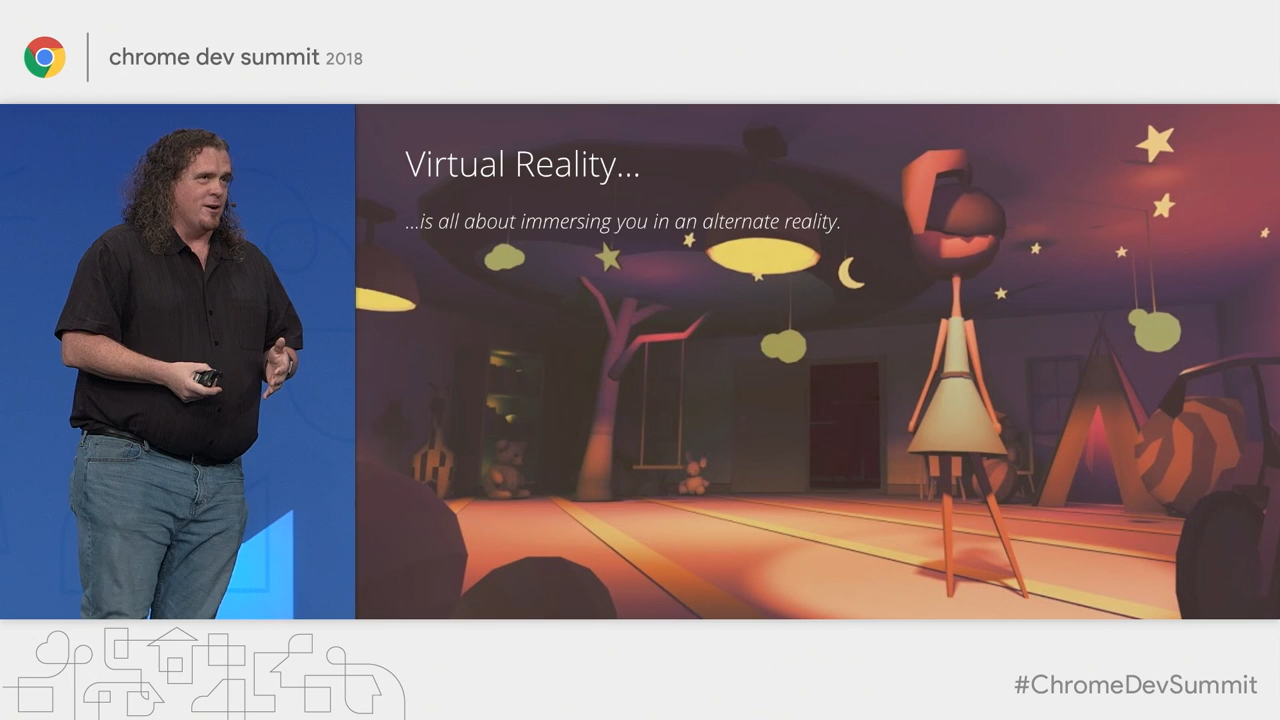 chrome dev summit 2018
Virtual Reality...
...is all about immersing you in an alternate reality.
#ChromeDevSummit